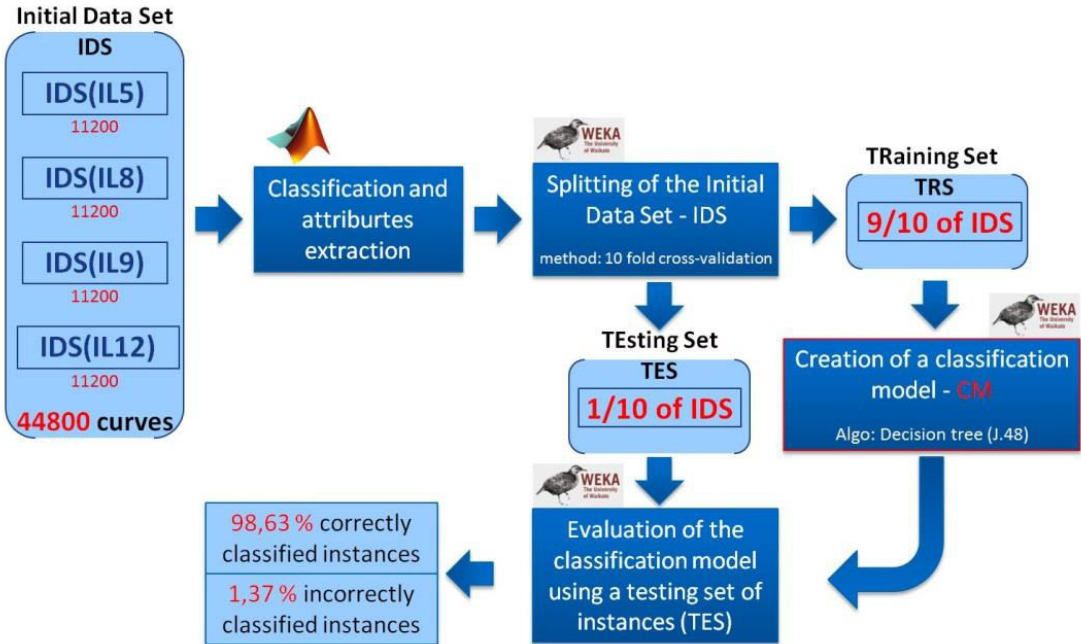 Initial Data Set
IDS
IDS(IL5)
11200
IDS(IL8)
11200
IDS(IL9)
11200
IDS(IL12)
11200
44800 curves
Classification and
attriburtes
extraction
WEKA
The University
of Waikato
Splitting of the Initial
Data Set - IDS
method: 10 fold cross-validation
TRaining Set
TRS
9/10 of IDS
WEKA
The University
of Waikato
Creation of a classification
model - CM
Algo: Decision tree (J.48)
TEsting Set
TES
1/10 of IDS
WEKA
The University
of Waikato
Evaluation of the
classification model
using a testing set of
instances (TES)
98,63 % correctly
classified instances
1,37 % incorrectly
classified instances